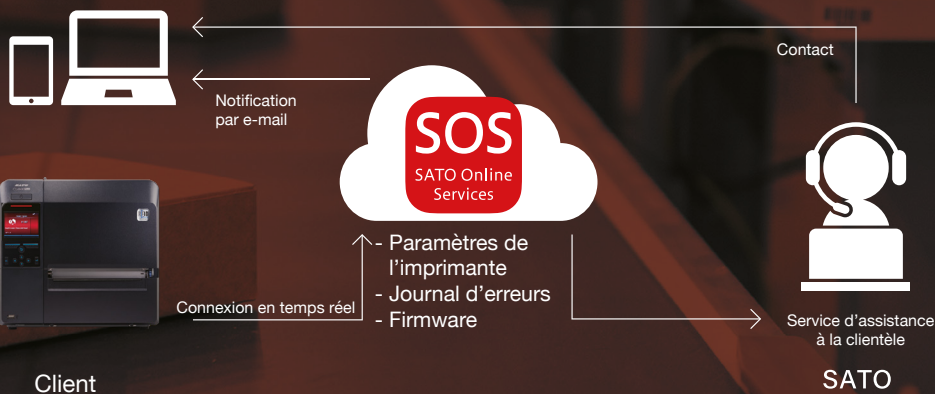 Contact
Notification
par e-mail
SOS
SATO Online
Services
- Paramètres de
l’imprimante
- Journal d’erreurs
- Firmware
Connexion en temps réel
Service d’assistance
à la clientèle
Client
SATO